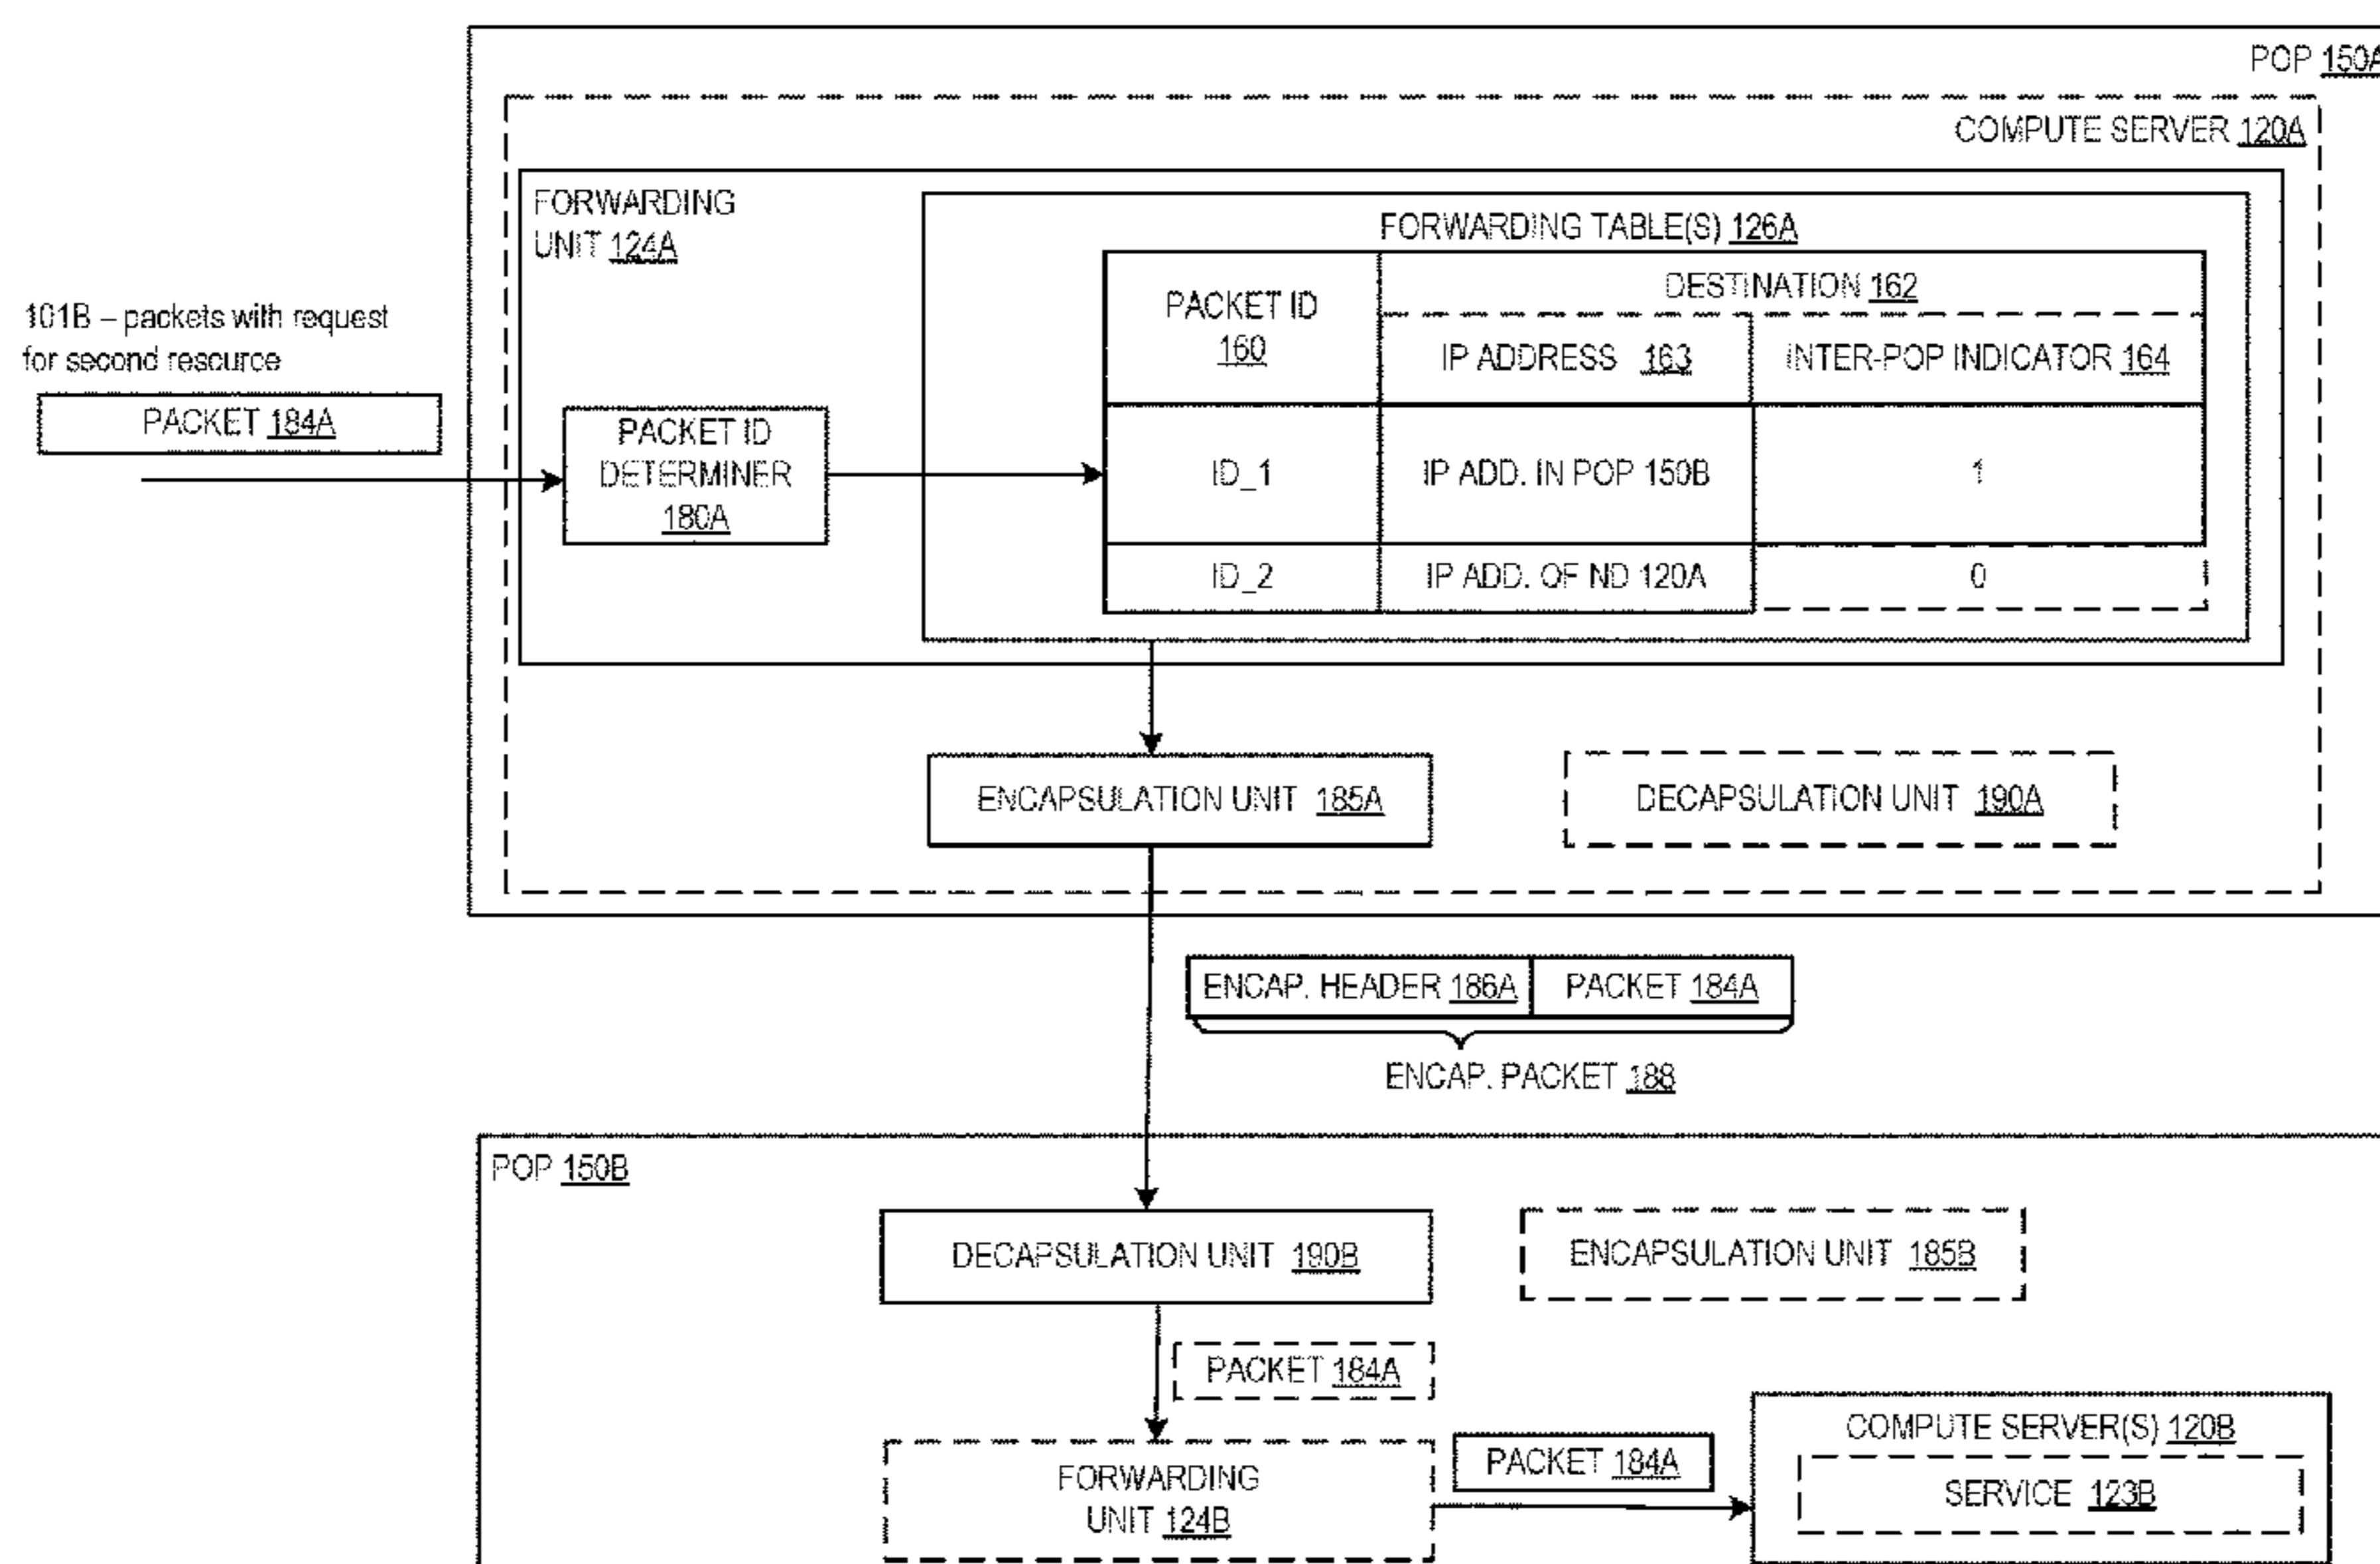 POP 150A
COMPUTE SERVER 120A
FORWARDING
UNIT 124A
FORWARDING TABLE(S) 126A
PACKET ID
160
DESTINATION 162
IP ADDRESS 163
INTER-POP INDICATOR 164
101B – packets with request
for second resource
PACKET 184A
PACKET ID
DETERMINER
180A
ID_1
IP ADD. IN POP 150B
1
ID_2
IP ADD. OF ND 120A
0
ENCAPSULATION UNIT 185A
DECAPSULATION UNIT 190A
ENCAP. HEADER 186A
PACKET 184A
ENCAP. PACKET 188
POP 150B
DECAPSULATION UNIT 190B
ENCAPSULATION UNIT 185B
PACKET 184A
FORWARDING
UNIT 124B
PACKET 184A
COMPUTE SERVER(S) 120B
SERVICE 123B